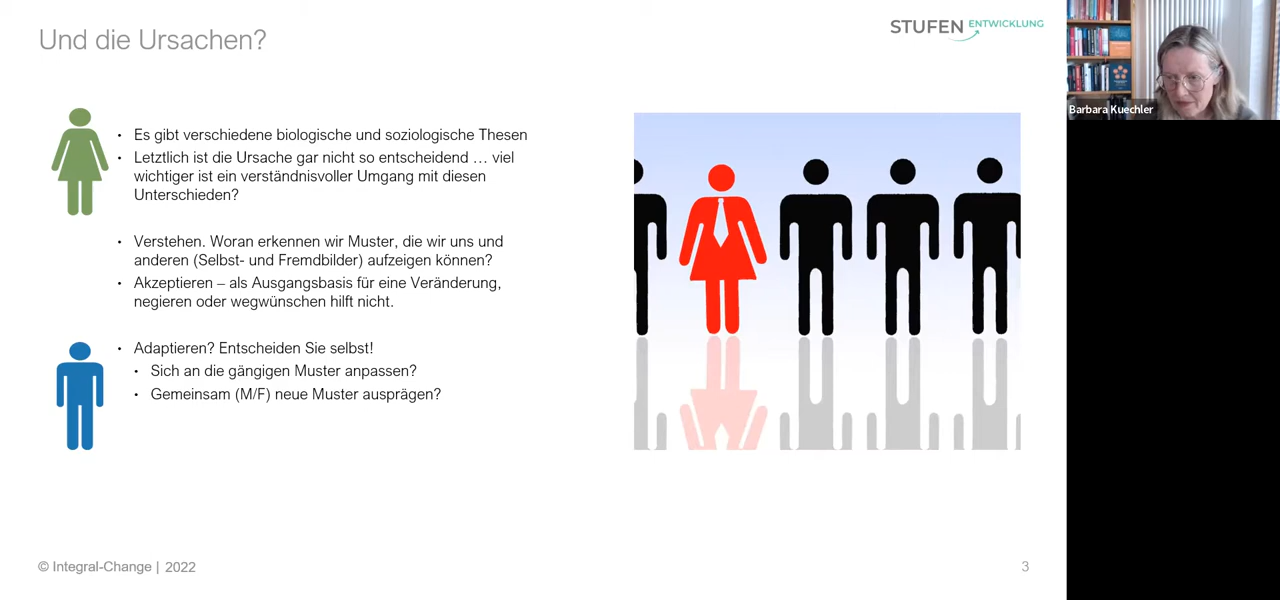 Und die Ursachen?
STUFEN ENTWICKLUNG
Barbara Kuechler
• Es gibt verschiedene biologische und soziologische Thesen
• Letztlich ist die Ursache gar nicht so entscheidend … viel
wichtiger ist ein verständnisvoller Umgang mit diesen
Unterschieden?
• Verstehen. Woran erkennen wir Muster, die wir uns und
anderen (Selbst- und Fremdbilder) aufzeigen können?
• Akzeptieren – als Ausgangsbasis für eine Veränderung,
negieren oder wegwünschen hilft nicht.
• Adaptieren? Entscheiden Sie selbst!
• Sich an die gängigen Muster anpassen?
• Gemeinsam (M/F) neue Muster ausprägen?
© Integral-Change | 2022
3